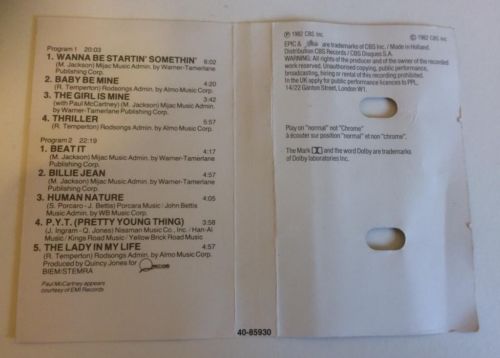 Program 1 20:03
1. WANNA BE STARTIN' SOMETHIN' 6:02
(M. Jackson) Mijac Music Admin. by Warner-Tamerlane
Publishing Corp.
2. BABY BE MINE 4:20
(R. Temperton) Rodsongs Admin. by Almo Music Corp.
3. THE GIRL IS MINE 3:42
(with Paul McCartney) (M. Jackson) Mijac Music Admin.
by Warner-Tamerlane Publishing Corp.
4. THRILLER 5:57
(R. Temperton) Rodsongs Admin. by Almo Music Corp.
Program 2 22:19
1. BEAT IT 4:17
(M. Jackson) Mijac Music Admin. by Warner-Tamerlane
Publishing Corp.
2. BILLIE JEAN 4:57
(M. Jackson) Mijac Music Admin. by Warner-Tamerlane
Publishing Corp.
3. HUMAN NATURE 4:05
(S. Porcaro - J. Bettis) Porcara Music / John Bettis
Music Admin. by WB Music Corp.
4. P.Y.T. (PRETTY YOUNG THING) 3:58
(J. Ingram - Q. Jones) Nissman Music Co., Inc. / Han-Al
Music / Kings Road Music / Yellow Brick Road Music
5. THE LADY IN MY LIFE 4:57
(R. Temperton) Rodsongs Admin. by Almo Music Corp.
Produced by Quincy Jones for
BIEM/STEMRA
Paul McCartney appears
courtesy of EMI Records
40-85930
℗ 1982 CBS Inc. © 1982 CBS Inc.
EPIC & are trademarks of CBS Inc. / Made in Holland.
Distribution CBS Records / CBS Disques S.A.
WARNING: All rights of the producer and of the owner of the recorded
work reserved. Unauthorised copying, public performance,
broadcasting, hiring or rental of this recording prohibited.
In the UK apply for public performance licences to PPL,
14/22 Ganton Street, London W1.
Play on "normal" not "Chrome"
à écouter sur position "normal" et non "chrome".
The Mark and the word Dolby are trademarks
of Dolby laboratories Inc.